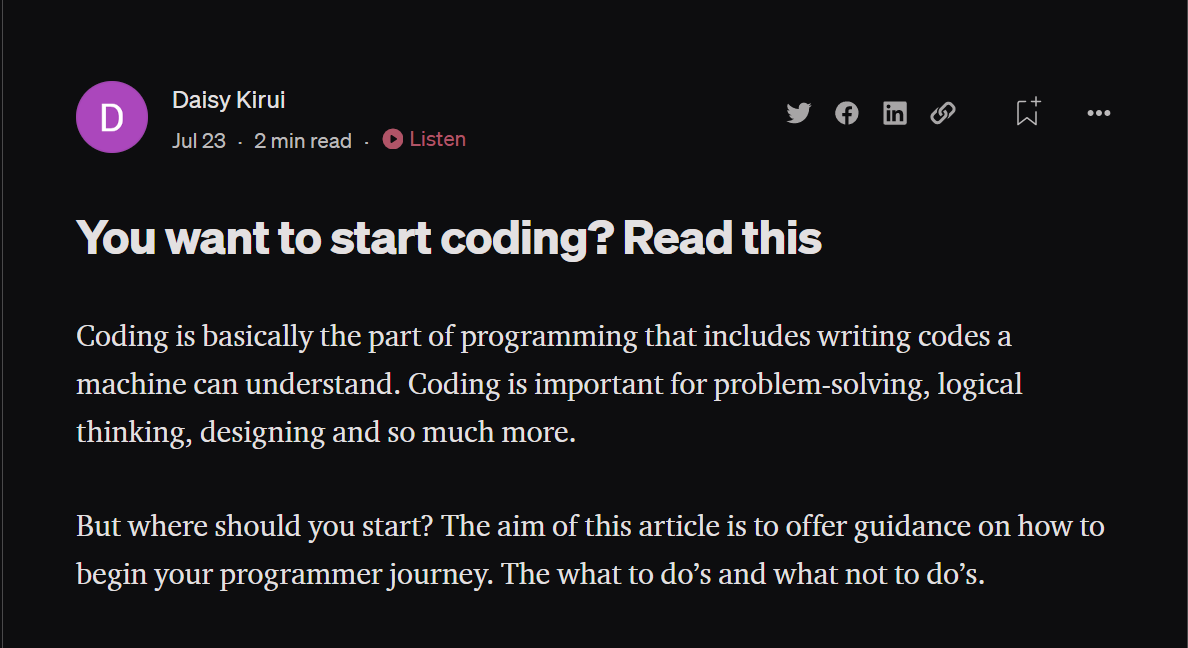 D
Daisy Kirui
Jul 23 · 2 min read · Listen
You want to start coding? Read this
Coding is basically the part of programming that includes writing codes a
machine can understand. Coding is important for problem-solving, logical
thinking, designing and so much more.
But where should you start? The aim of this article is to offer guidance on how to
begin your programmer journey. The what to do’s and what not to do’s.